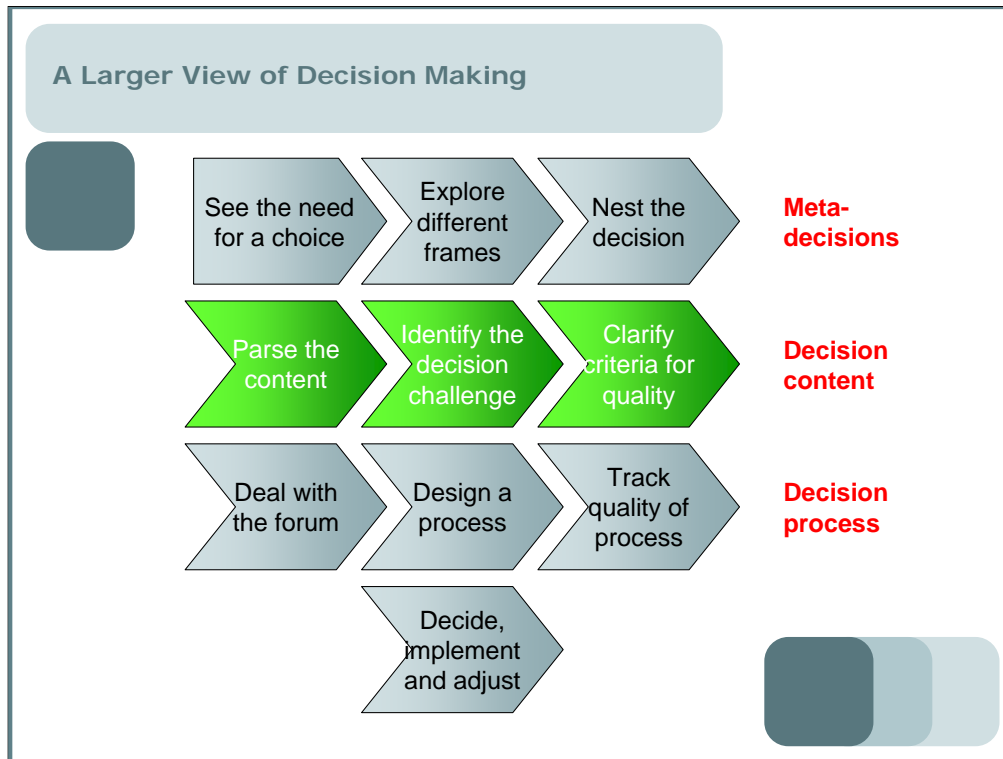 A Larger View of Decision Making
See the need
for a choice
Explore
different
frames
Nest the
decision
Meta-
decisions
Parse the
content
Identify the
decision
challenge
Clarify
criteria for
quality
Decision
content
Deal with
the forum
Design a
process
Track
quality of
process
Decision
process
Decide,
implement
and adjust